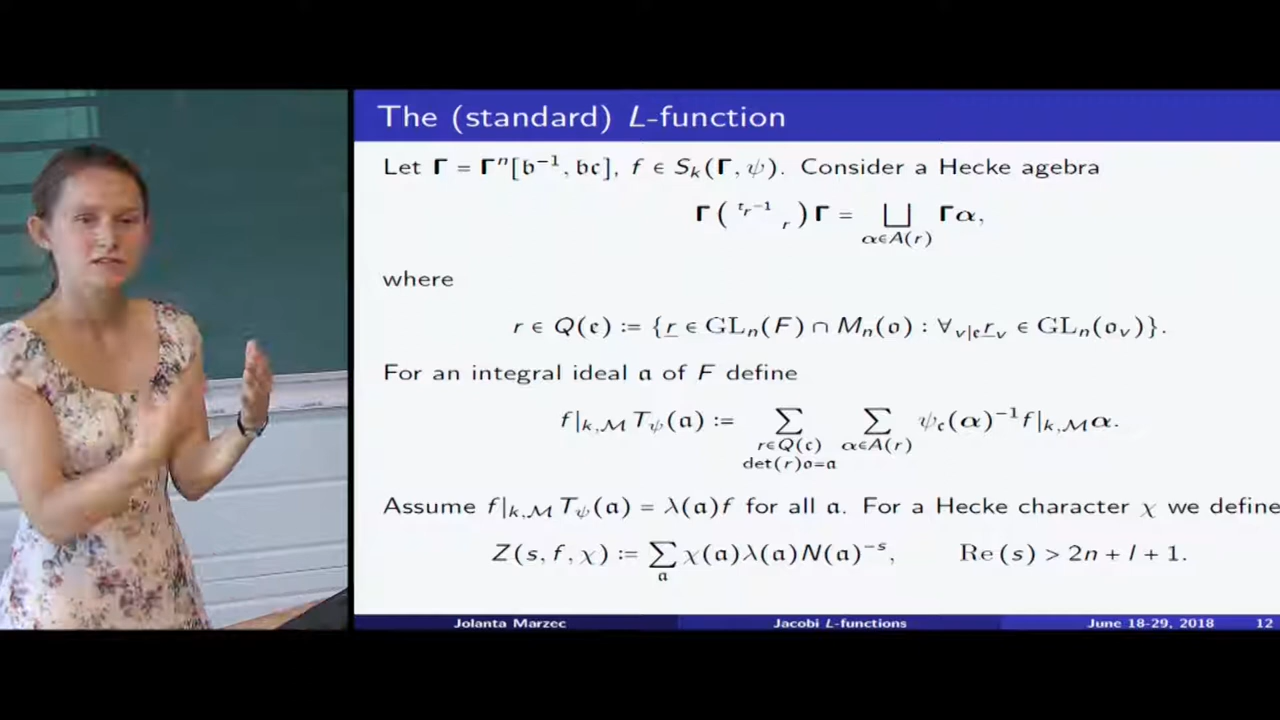 The (standard) L-function
Let Γ = Γⁿ[𝔟⁻¹, 𝔟𝔠], f ∈ S_k(Γ, ψ). Consider a Hecke agebra
Γ ( ᵗr⁻¹ r ) Γ = ⨆_{α∈A(r)} Γα,
where
r ∈ Q(𝔠) := {r ∈ GL_n(F) ∩ M_n(𝔬) : ∀_{v|𝔠} r_v ∈ GL_n(𝔬_v)}.
For an integral ideal 𝔞 of F define
f|_{k,ℳ} T_ψ(𝔞) := ∑_{r∈Q(𝔠) det(r)𝔬=𝔞} ∑_{α∈A(r)} ψ_𝔠(α)⁻¹ f|_{k,ℳ} α.
Assume f|_{k,ℳ} T_ψ(𝔞) = λ(𝔞)f for all 𝔞. For a Hecke character χ we define
Z(s, f, χ) := ∑_𝔞 χ(𝔞)λ(𝔞)N(𝔞)^{-s}, Re (s) > 2n + l + 1.
Jolanta Marzec Jacobi L-functions June 18-29, 2018 12